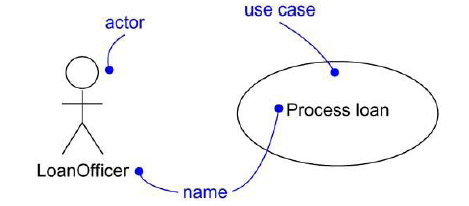 use case
actor
Process loan
LoanOfficer
name